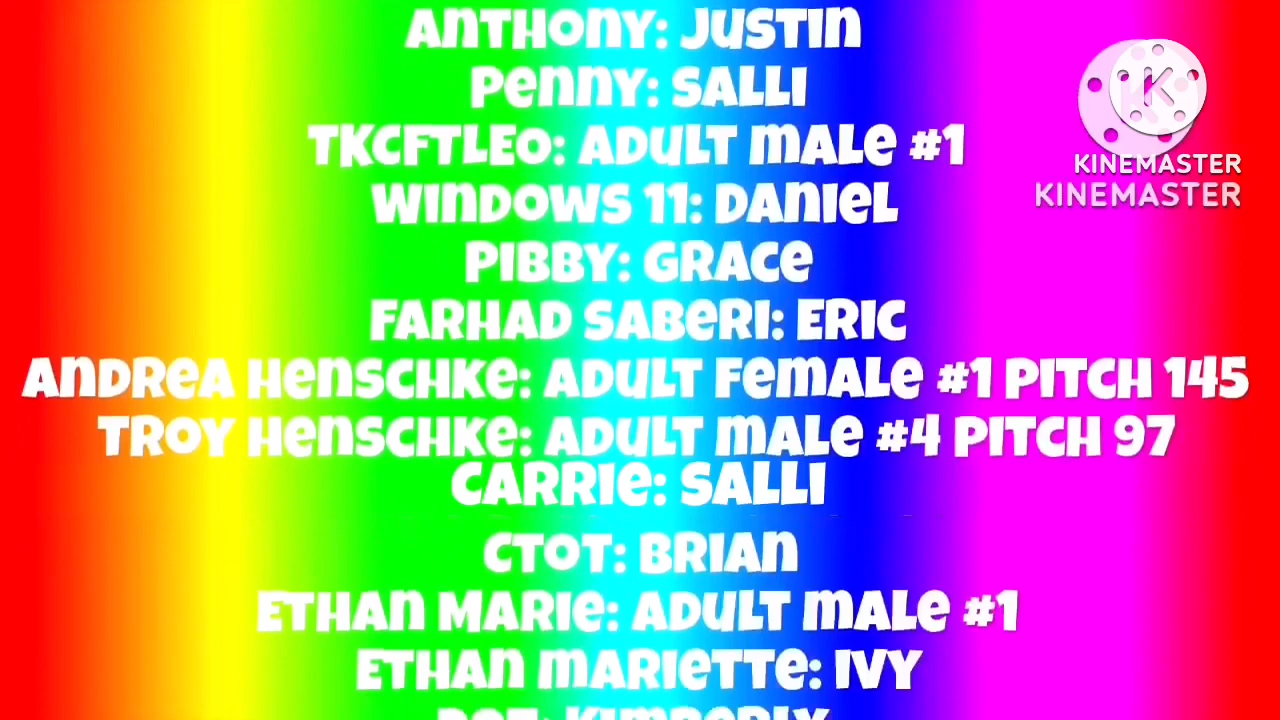 ANTHONY: JUSTIN
PENNY: SALLI
TKCFTLEO: ADULT MALE #1
WINDOWS 11: DANIEL
PIBBY: GRACE
FARHAD SABERI: ERIC
ANDREA HENSCHKE: ADULT FEMALE #1 PITCH 145
TROY HENSCHKE: ADULT MALE #4 PITCH 97
CARRIE: SALLI
CTOT: BRIAN
ETHAN MARIE: ADULT MALE #1
ETHAN MARIETTE: IVY
KINEMASTER
KINEMASTER